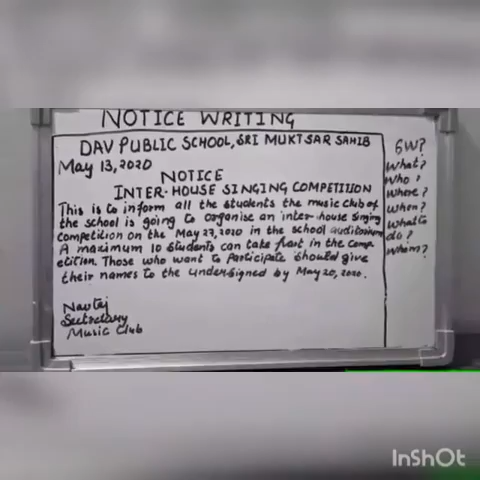 NOTICE WRITING
DAV PUBLIC SCHOOL, SRI MUKTSAR SAHIB
May 13, 2020
NOTICE
INTER-HOUSE SINGING COMPETITION
This is to inform all the students the music club of
the school is going to organise an inter-house singing
competition on the May 27, 2020 in the school auditorium
A maximum 10 students can take part in the comp
etition. Those who want to participate should give
their names to the undersigned by May 20, 2020.
Navtej
Secretary
Music Club
6W?
What?
Who?
Where?
when?
what to
do?
Whom?
InShOt